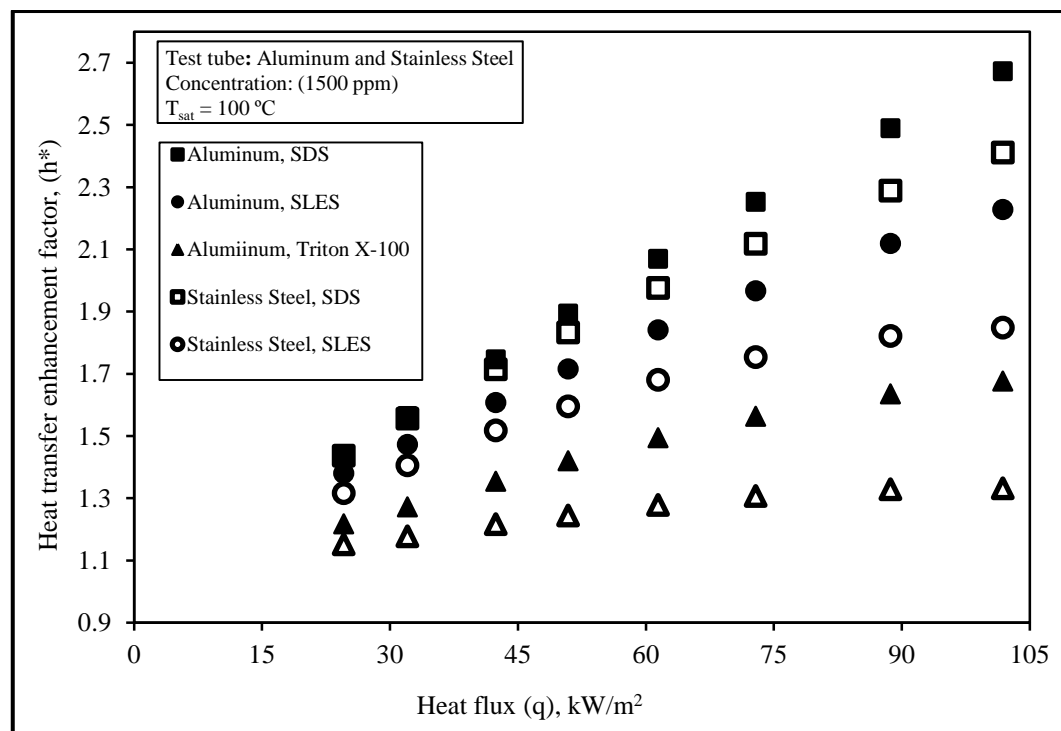 Test tube: Aluminum and Stainless Steel
Concentration: (1500 ppm)
Tsat = 100 ºC
Aluminum, SDS
Aluminum, SLES
Alumiinum, Triton X-100
Stainless Steel, SDS
Stainless Steel, SLES
Heat transfer enhancement factor, (h*)
2.7
2.5
2.3
2.1
1.9
1.7
1.5
1.3
1.1
0.9
0 15 30 45 60 75 90 105
Heat flux (q), kW/m2